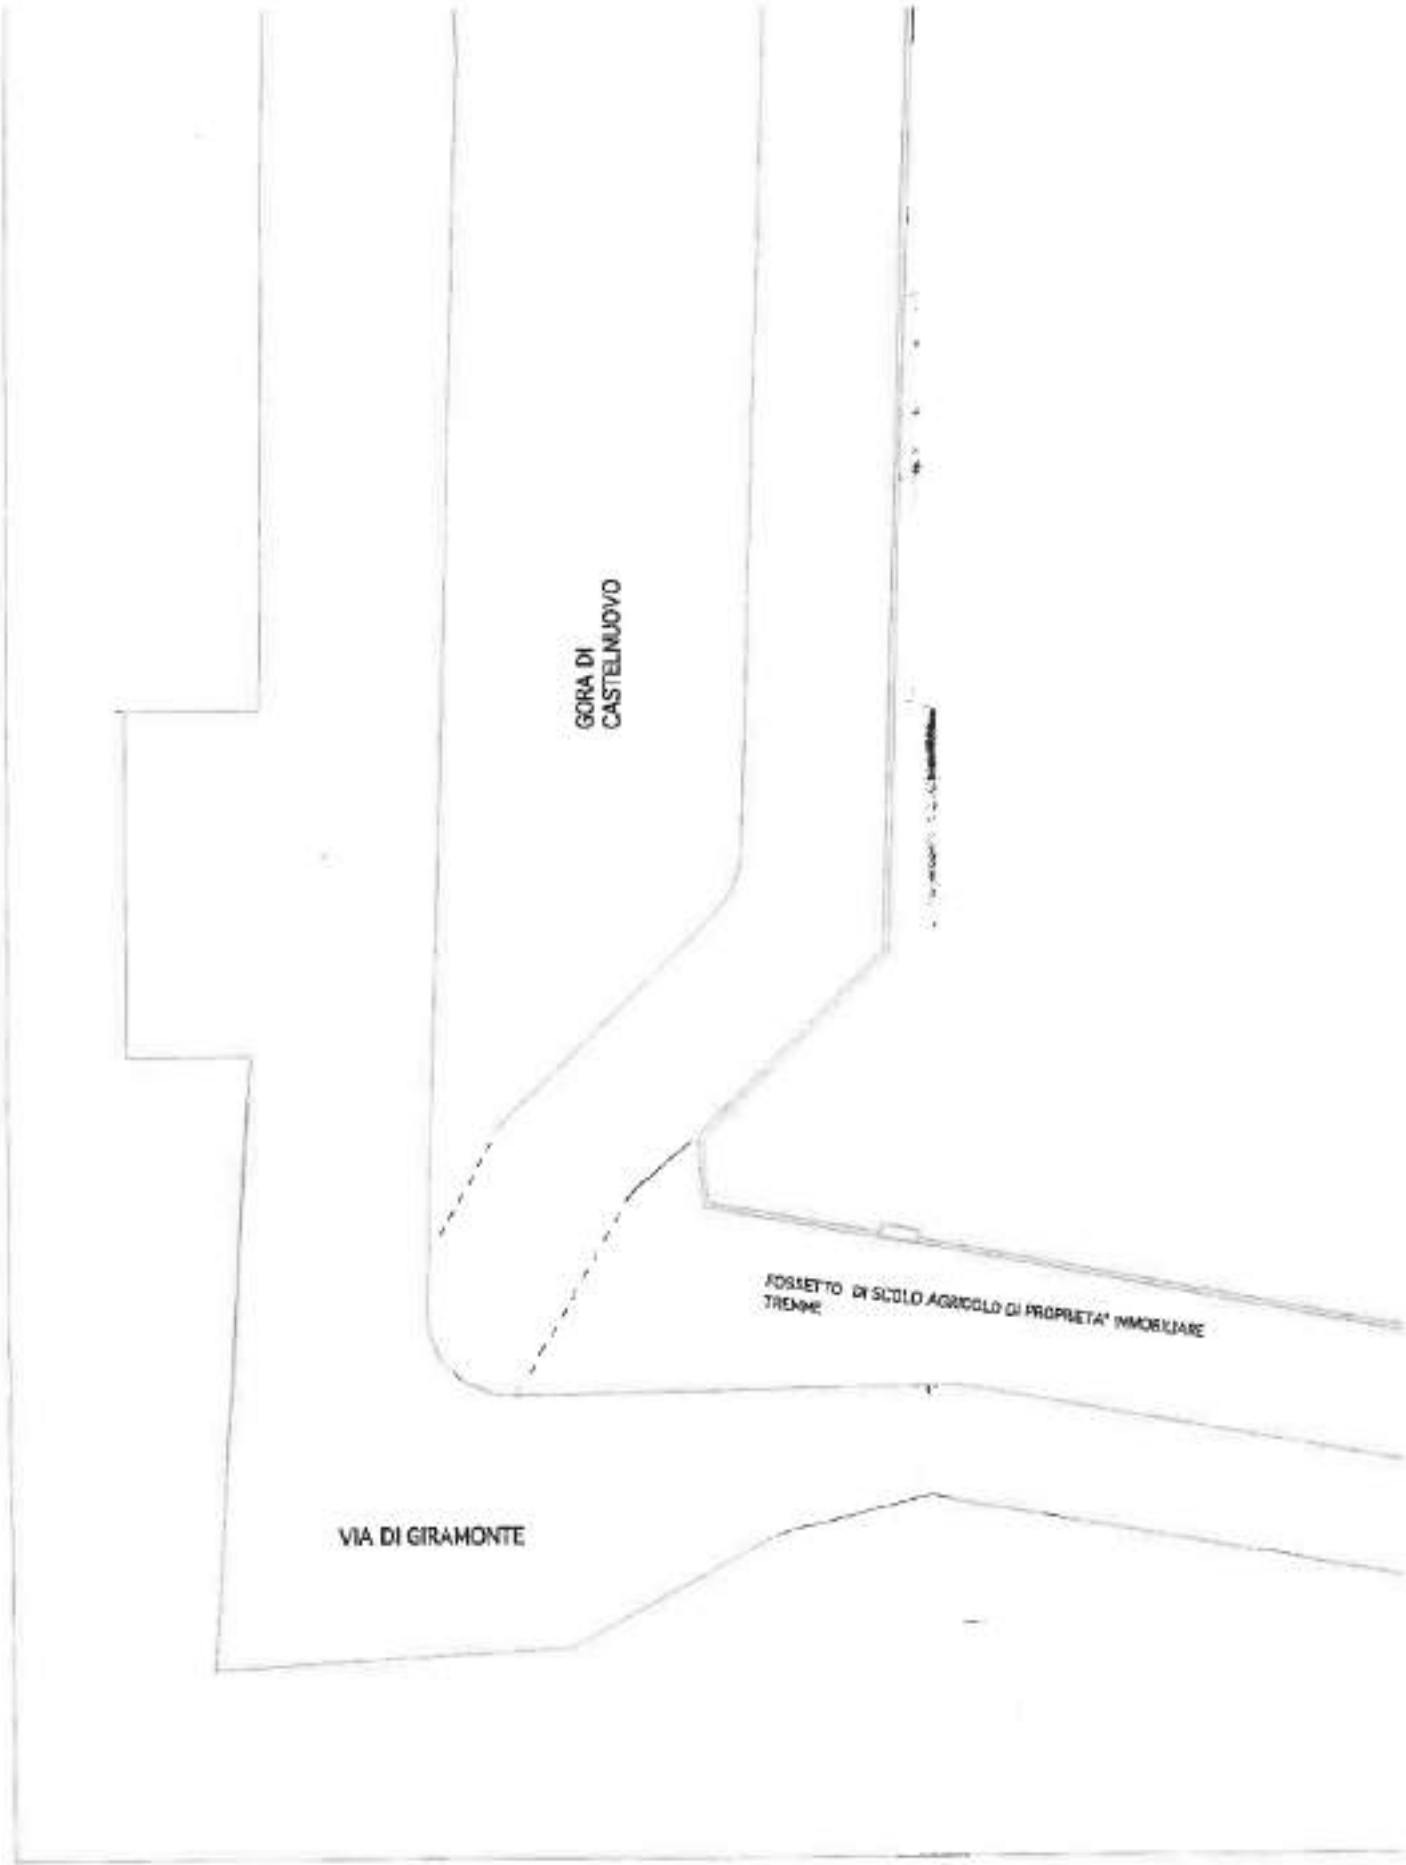 GORA DI
CASTELNUOVO
FOSSETTO DI SCOLO AGRICOLO DI PROPRIETA' IMMOBILIARE
TREMME
VIA DI GIRAMONTE